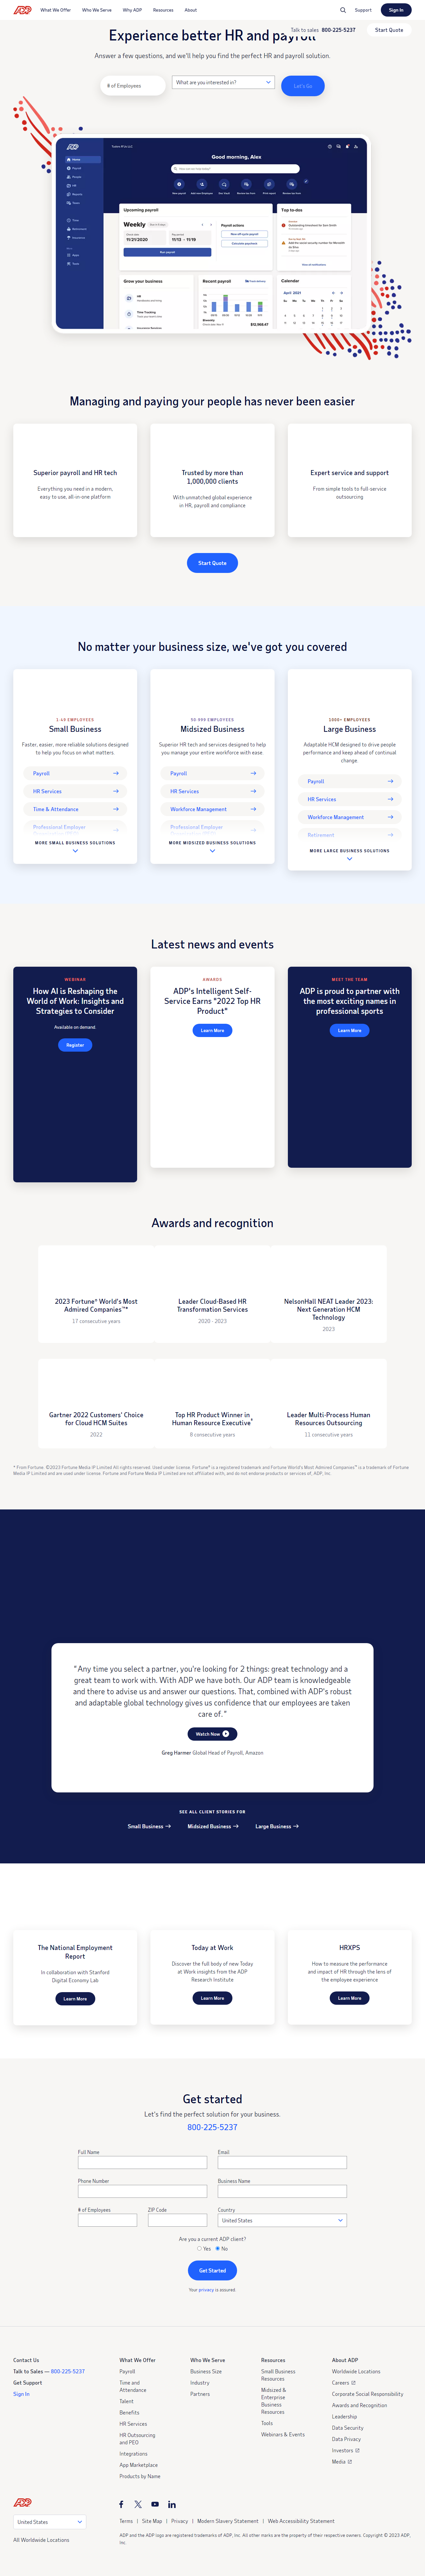 ADP
What We Offer
Who We Serve
Why ADP
Resources
About
Support
Sign In
Talk to sales 800-225-5237
Start Quote
Experience better HR and payroll
Answer a few questions, and we'll help you find the perfect HR and payroll solution.
# of Employees
What are you interested in?
Let's Go
ADP
Good morning, Alex
Home
Payroll
People
HR
Reports
Taxes
Time
Retirement
Insurance
Apps
Tools
Upcoming payroll
Weekly
11/21/2020
11/13 - 11/19
Run payroll
Payroll actions
Top to-dos
Grow your business
HR
Time Tracking
Recent payroll
Weekly
$12,868.47
Calendar
April 2021
Managing and paying your people has never been easier
Superior payroll and HR tech
Everything you need in a modern,
easy to use, all-in-one platform
Trusted by more than
1,000,000 clients
With unmatched global experience
in HR, payroll and compliance
Expert service and support
From simple tools to full-service
outsourcing
Start Quote
No matter your business size, we've got you covered
1-49 EMPLOYEES
Small Business
Faster, easier, more reliable solutions designed
to help you focus on what matters
Payroll
HR Services
Time & Attendance
Professional Employer
MORE SMALL BUSINESS SOLUTIONS
50-999 EMPLOYEES
Midsized Business
Superior HR tech and services designed to help
you manage your entire workforce with ease.
Payroll
HR Services
Workforce Management
Professional Employer
MORE MIDSIZED BUSINESS SOLUTIONS
1000+ EMPLOYEES
Large Business
Adaptable HCM designed to drive people
performance and keep ahead of continual
change.
Payroll
HR Services
Workforce Management
Retirement
MORE LARGE BUSINESS SOLUTIONS
Latest news and events
WEBINAR
How AI is Reshaping the
World of Work: Insights and
Strategies to Consider
Available on demand
Register
AWARDS
ADP's Intelligent Self-
Service Earns "2022 Top HR
Product"
Learn More
MEET THE TEAM
ADP is proud to partner with
the most exciting names in
professional sports
Learn More
Awards and recognition
2023 Fortune® World's Most
Admired Companies™*
17 consecutive years
Leader Cloud-Based HR
Transformation Services
2020 - 2023
NelsonHall NEAT Leader 2023:
Next Generation HCM
Technology
2023
Gartner 2022 Customers' Choice
for Cloud HCM Suites
2022
Top HR Product Winner in
Human Resource Executive®
8 consecutive years
Leader Multi-Process Human
Resources Outsourcing
11 consecutive years
* From Fortune. ©2023 Fortune Media IP Limited All rights reserved. Used under license. Fortune® is a registered trademark and Fortune World's Most Admired Companies™ is a trademark of Fortune
Media IP Limited and are used under license. Fortune and Fortune Media IP Limited are not affiliated with, and do not endorse products or services of, ADP, Inc.
"Any time you select a partner, you're looking for 2 things: great technology and a
great team to work with. With ADP we have both. Our ADP team is knowledgeable
and there to advise us and answer our questions. That, combined with ADP's robust
and adaptable global technology gives us confidence that our employees are taken
care of."
Watch Now
Greg Harmer Global Head of Payroll, Amazon
SEE ALL CLIENT STORIES FOR
Small Business
Midsized Business
Large Business
The National Employment
Report
In collaboration with Stanford
Digital Economy Lab
Learn More
Today at Work
Discover the full body of new Today
at Work insights from the ADP
Research Institute
Learn More
HRXPS
How to measure the performance
and impact of HR through the lens of
the employee experience
Learn More
Get started
Let's find the perfect solution for your business.
800-225-5237
Full Name
Email
Phone Number
Business Name
# of Employees
ZIP Code
Country
United States
Are you a current ADP client?
Yes
No
Get Started
Your privacy is assured.
Contact Us
Talk to Sales — 800-225-5237
Get Support
Sign In
What We Offer
Payroll
Time and
Attendance
Talent
Benefits
HR Services
HR Outsourcing
and PEO
Integrations
App Marketplace
Products by Name
Who We Serve
Business Size
Industry
Partners
Resources
Small Business
Resources
Midsized &
Enterprise
Business
Resources
Tools
Webinars & Events
About ADP
Worldwide Locations
Careers
Corporate Social Responsibility
Awards and Recognition
Leadership
Data Security
Data Privacy
Investors
Media
ADP
United States
All Worldwide Locations
Terms | Site Map | Privacy | Modern Slavery Statement | Web Accessibility Statement
ADP and the ADP logo are registered trademarks of ADP, Inc. All other marks are the property of their respective owners. Copyright © 2023 ADP,
Inc.